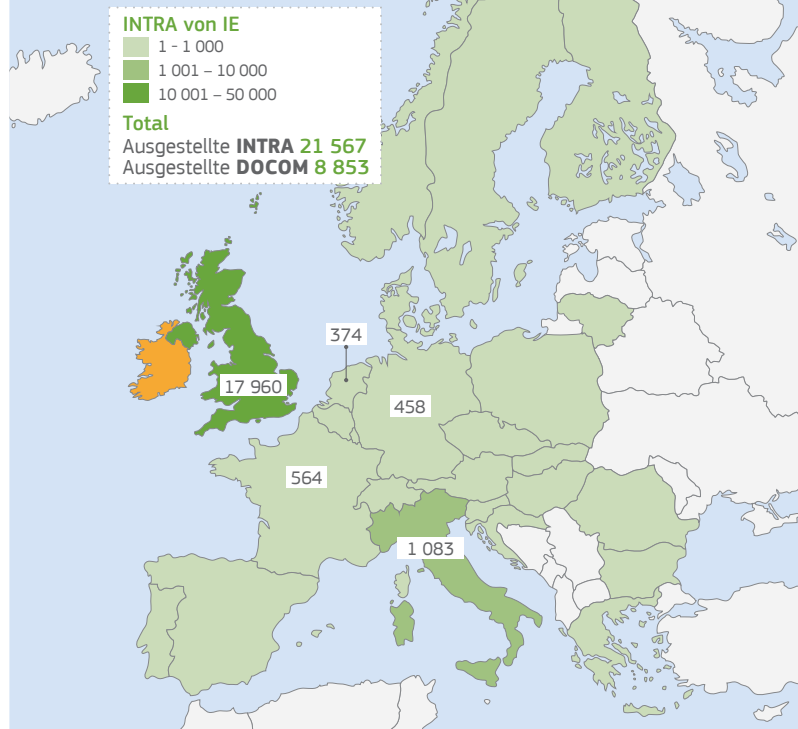 INTRA von IE
1 - 1 000
1 001 – 10 000
10 001 – 50 000
Total
Ausgestellte INTRA 21 567
Ausgestellte DOCOM 8 853
374
17 960
458
564
1 083